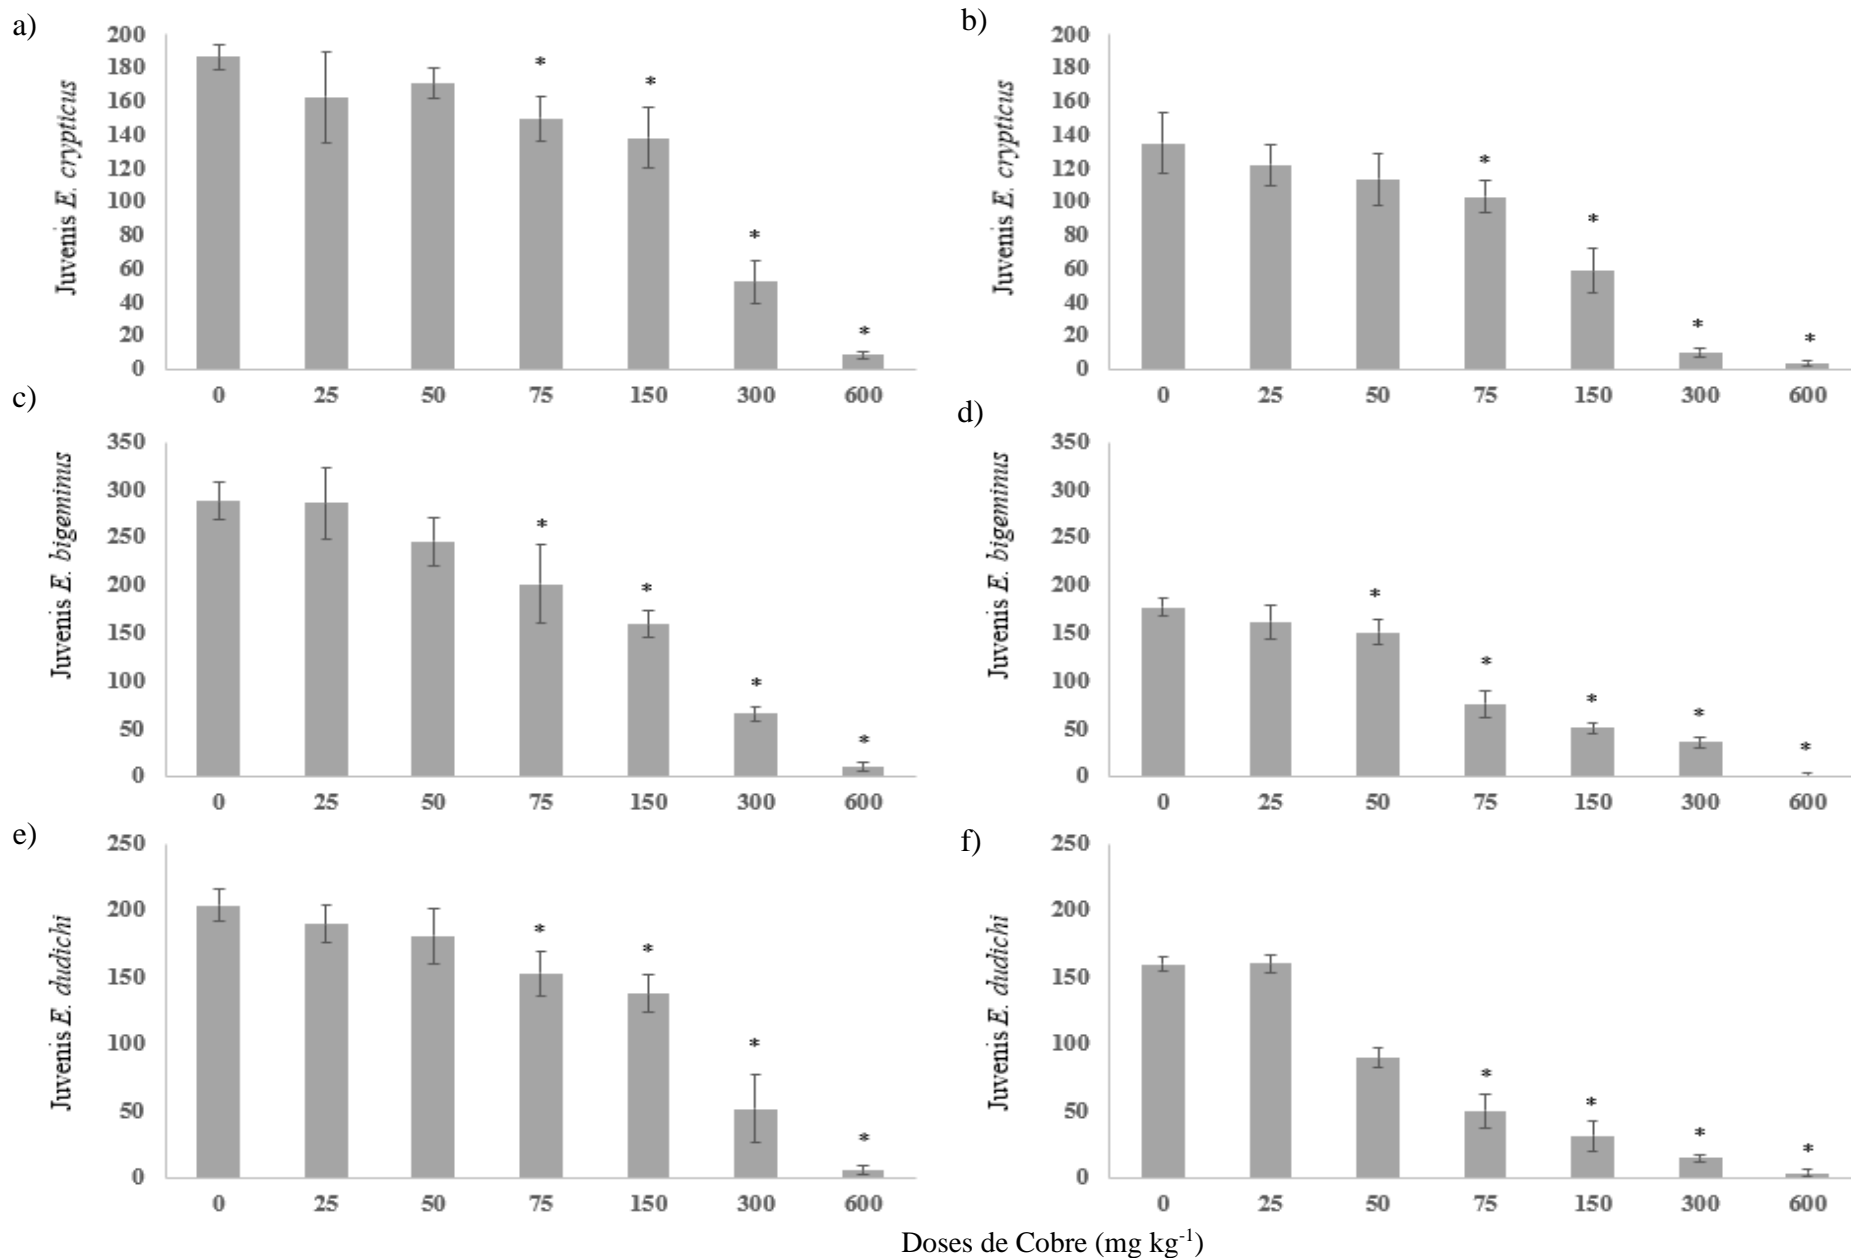 a)
Juvenis E. crypticus
200
180
160
140
120
100
80
60
40
20
0
* * * *
0 25 50 75 150 300 600
b)
Juvenis E. crypticus
200
180
160
140
120
100
80
60
40
20
0
* * * *
0 25 50 75 150 300 600
c)
Juvenis E. bigeminus
350
300
250
200
150
100
50
0
* * * *
0 25 50 75 150 300 600
d)
Juvenis E. bigeminus
350
300
250
200
150
100
50
0
* * * * *
0 25 50 75 150 300 600
e)
Juvenis E. dudichi
250
200
150
100
50
0
* * * *
0 25 50 75 150 300 600
f)
Juvenis E. dudichi
250
200
150
100
50
0
* * * *
0 25 50 75 150 300 600
Doses de Cobre (mg kg⁻¹)